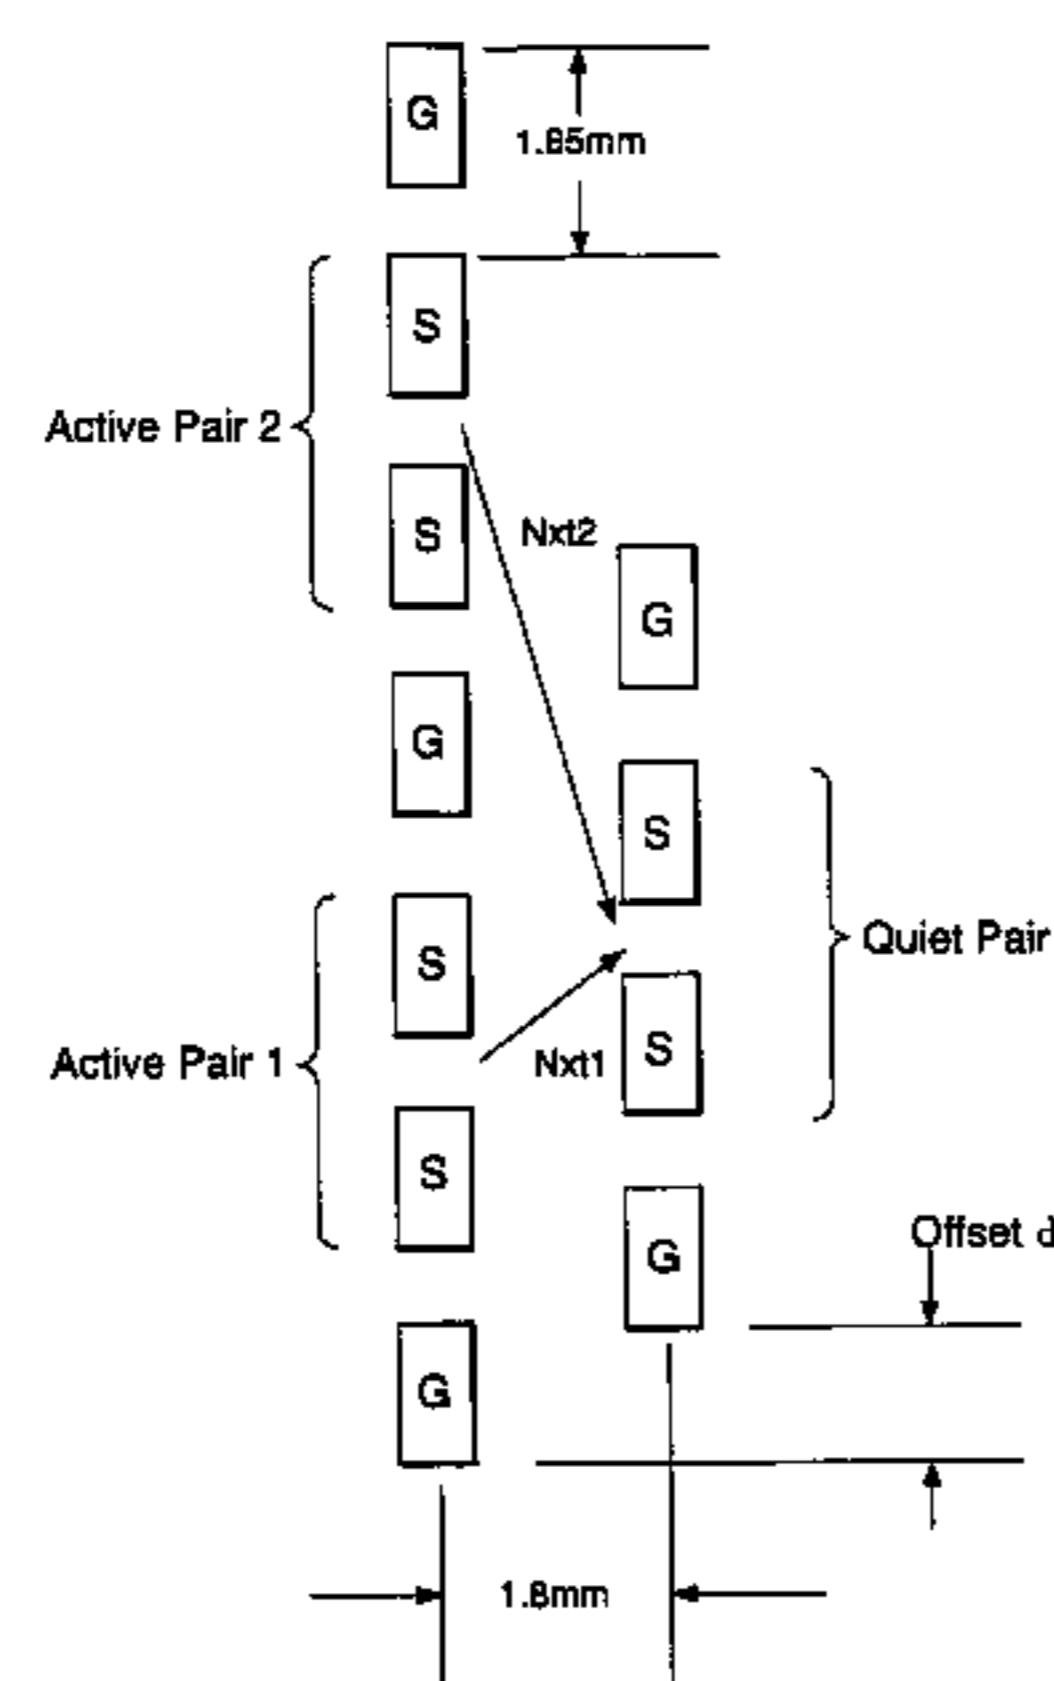 G
1.85mm
S
Active Pair 2
S
Nxt2
G
G
S
Quiet Pair
S
Active Pair 1
Nxt1
S
S
G
Offset d
G
1.8mm